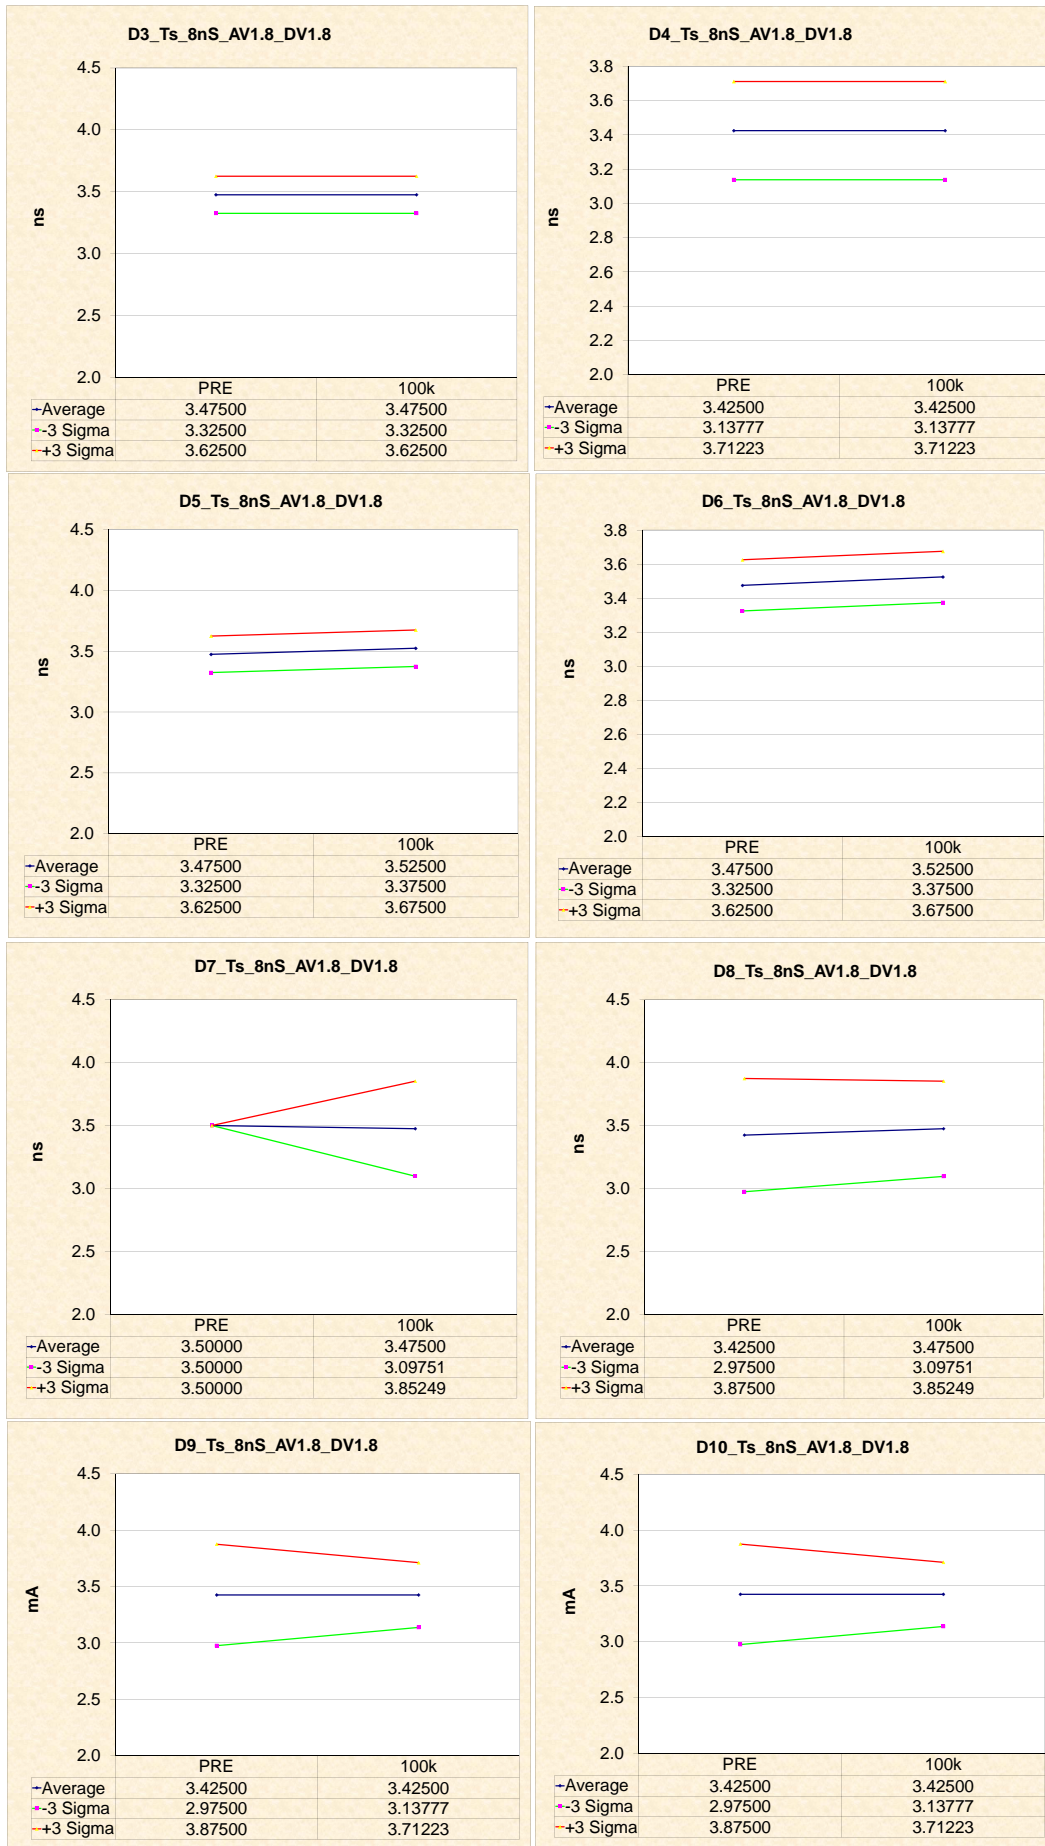 D3_Ts_8nS_AV1.8_DV1.8
4.5
4.0
3.5
3.0
2.5
2.0
ns
PRE 100k
Average 3.47500 3.47500
-3 Sigma 3.32500 3.32500
+3 Sigma 3.62500 3.62500
D4_Ts_8nS_AV1.8_DV1.8
3.8
3.6
3.4
3.2
3.0
2.8
2.6
2.4
2.2
2.0
ns
PRE 100k
Average 3.42500 3.42500
-3 Sigma 3.13777 3.13777
+3 Sigma 3.71223 3.71223
D5_Ts_8nS_AV1.8_DV1.8
4.5
4.0
3.5
3.0
2.5
2.0
ns
PRE 100k
Average 3.47500 3.52500
-3 Sigma 3.32500 3.37500
+3 Sigma 3.62500 3.67500
D6_Ts_8nS_AV1.8_DV1.8
3.8
3.6
3.4
3.2
3.0
2.8
2.6
2.4
2.2
2.0
ns
PRE 100k
Average 3.47500 3.52500
-3 Sigma 3.32500 3.37500
+3 Sigma 3.62500 3.67500
D7_Ts_8nS_AV1.8_DV1.8
4.5
4.0
3.5
3.0
2.5
2.0
ns
PRE 100k
Average 3.50000 3.47500
-3 Sigma 3.50000 3.09751
+3 Sigma 3.50000 3.85249
D8_Ts_8nS_AV1.8_DV1.8
4.5
4.0
3.5
3.0
2.5
2.0
ns
PRE 100k
Average 3.42500 3.47500
-3 Sigma 2.97500 3.09751
+3 Sigma 3.87500 3.85249
D9_Ts_8nS_AV1.8_DV1.8
4.5
4.0
3.5
3.0
2.5
2.0
mA
PRE 100k
Average 3.42500 3.42500
-3 Sigma 2.97500 3.13777
+3 Sigma 3.87500 3.71223
D10_Ts_8nS_AV1.8_DV1.8
4.5
4.0
3.5
3.0
2.5
2.0
mA
PRE 100k
Average 3.42500 3.42500
-3 Sigma 2.97500 3.13777
+3 Sigma 3.87500 3.71223